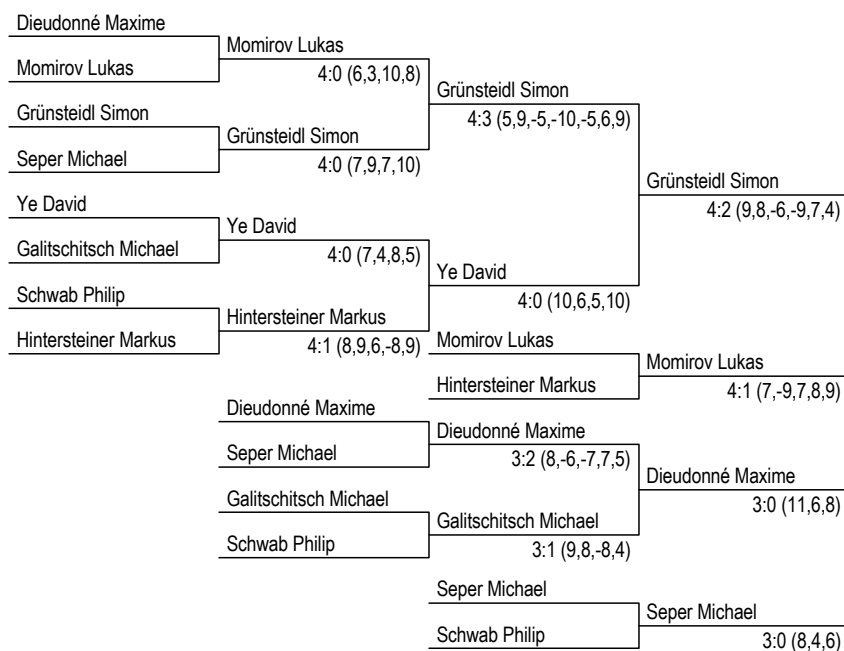 Dieudonné Maxime
Momirov Lukas
Momirov Lukas
4:0 (6,3,10,8)
Grünsteidl Simon
Grünsteidl Simon
4:3 (5,9,-5,-10,-5,6,9)
Grünsteidl Simon
Seper Michael
4:0 (7,9,7,10)
Grünsteidl Simon
4:2 (9,8,-6,-9,7,4)
Ye David
Ye David
Galitschitsch Michael
4:0 (7,4,8,5)
Ye David
4:0 (10,6,5,10)
Schwab Philip
Hintersteiner Markus
Hintersteiner Markus
4:1 (8,9,6,-8,9)
Momirov Lukas
Momirov Lukas
Hintersteiner Markus
4:1 (7,-9,7,8,9)
Dieudonné Maxime
Dieudonné Maxime
Seper Michael
3:2 (8,-6,-7,7,5)
Dieudonné Maxime
3:0 (11,6,8)
Galitschitsch Michael
Galitschitsch Michael
Schwab Philip
3:1 (9,8,-8,4)
Seper Michael
Seper Michael
Schwab Philip
3:0 (8,4,6)